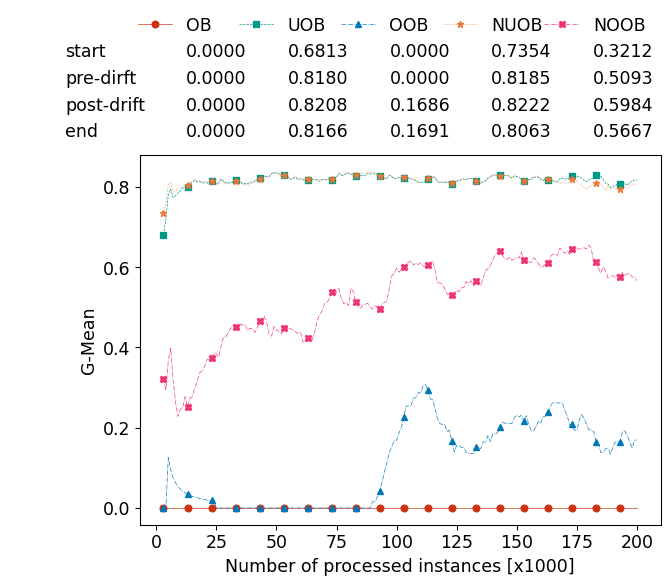 OB UOB OOB NUOB NOOB
start 0.0000 0.6813 0.0000 0.7354 0.3212
pre-dirft 0.0000 0.8180 0.0000 0.8185 0.5093
post-drift 0.0000 0.8208 0.1686 0.8222 0.5984
end 0.0000 0.8166 0.1691 0.8063 0.5667
G-Mean
0.8
0.6
0.4
0.2
0.0
0 25 50 75 100 125 150 175 200
Number of processed instances [x1000]